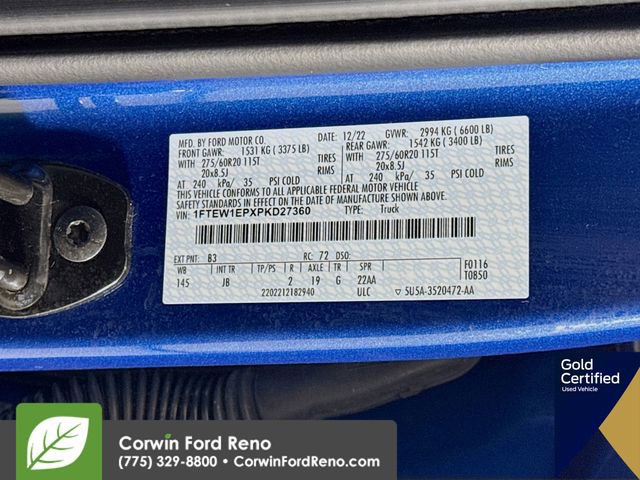 MFD. BY FORD MOTOR CO. DATE: 12/22 GVWR: 2994 KG ( 6600 LB)
FRONT GAWR: 1531 KG ( 3375 LB) REAR GAWR: 1542 KG ( 3400 LB)
WITH 275/60R20 115T TIRES WITH 275/60R20 115T TIRES
20x8.5J RIMS 20x8.5J RIMS
AT 240 kPa/ 35 PSI COLD AT 240 kPa/ 35 PSI COLD
THIS VEHICLE CONFORMS TO ALL APPLICABLE FEDERAL MOTOR VEHICLE
SAFETY STANDARDS IN EFFECT ON THE DATE OF MANUFACTURE SHOWN ABOVE.
VIN: 1FTEW1EPXPKD27360 TYPE: Truck
EXT PNT: B3 RC: 72 DSO: F0116
WB INT TR TP/PS R AXLE TR SPR T0B50
145 JB 2 19 G 22AA
2202212182940 ULC 5U5A-3520472-AA
Gold
Certified
Used Vehicle
Corwin Ford Reno
(775) 329-8800 • CorwinFordReno.com